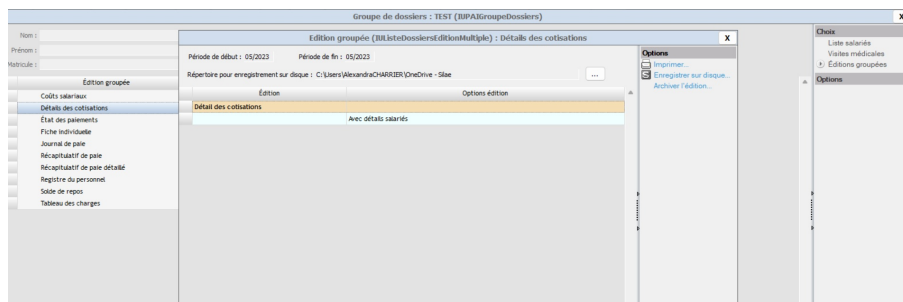 Groupe de dossiers : TEST (IUPAIGroupeDossiers)
X
Nom :
Prénom :
Matricule :
Édition groupée
Coûts salariaux
Détails des cotisations
État des paiements
Fiche individuelle
Journal de paie
Récapitulatif de paie
Récapitulatif de paie détaillé
Registre du personnel
Solde de repos
Tableau des charges
Edition groupée (IUListeDossiersEditionMultiple) : Détails des cotisations
X
Période de début : 05/2023 Période de fin : 05/2023
Répertoire pour enregistrement sur disque : C:\Users\AlexandraCHARRIER\OneDrive - Silae ...
Édition Options édition
Détail des cotisations
Avec détails salariés
Options
Imprimer...
Enregistrer sur disque...
Archiver l'édition...
Choix
Liste salariés
Visites médicales
Éditions groupées
Options